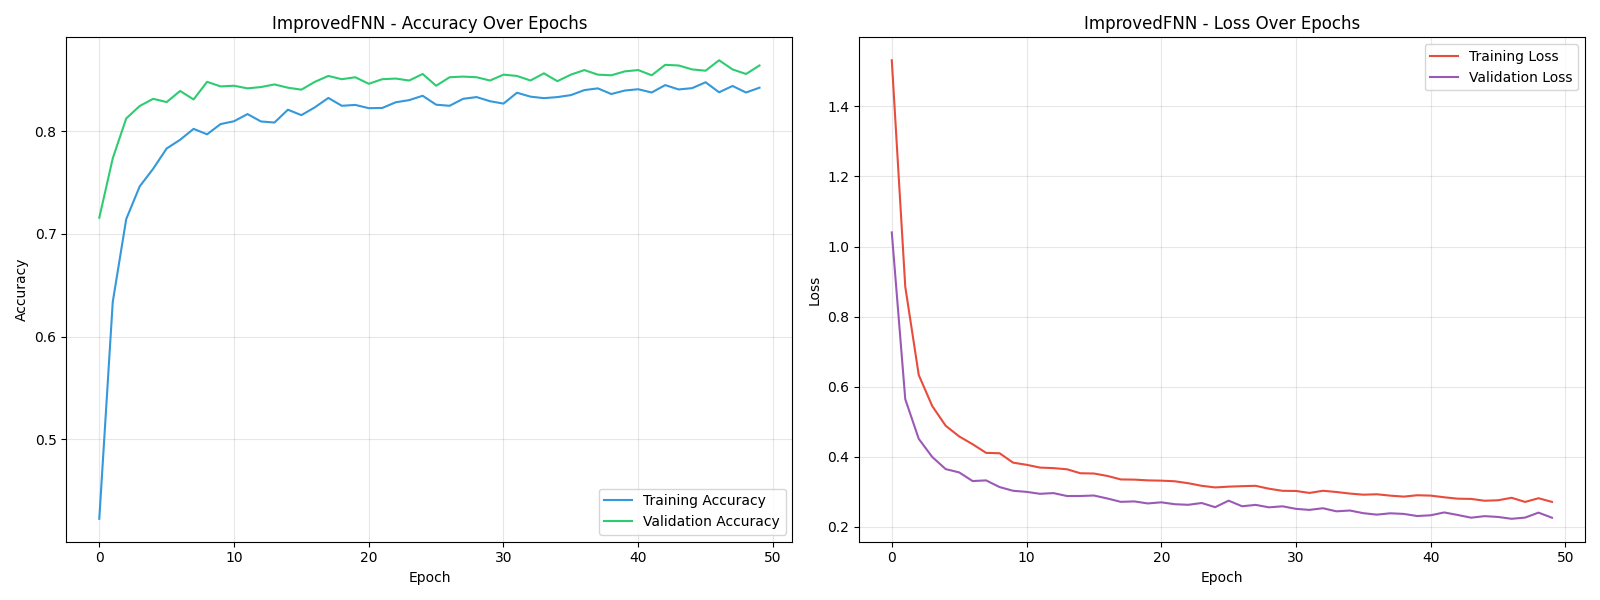 ImprovedFNN - Accuracy Over Epochs
Accuracy
0.8
0.7
0.6
0.5
0 10 20 30 40 50
Epoch
Training Accuracy
Validation Accuracy
ImprovedFNN - Loss Over Epochs
Loss
1.4
1.2
1.0
0.8
0.6
0.4
0.2
0 10 20 30 40 50
Epoch
Training Loss
Validation Loss